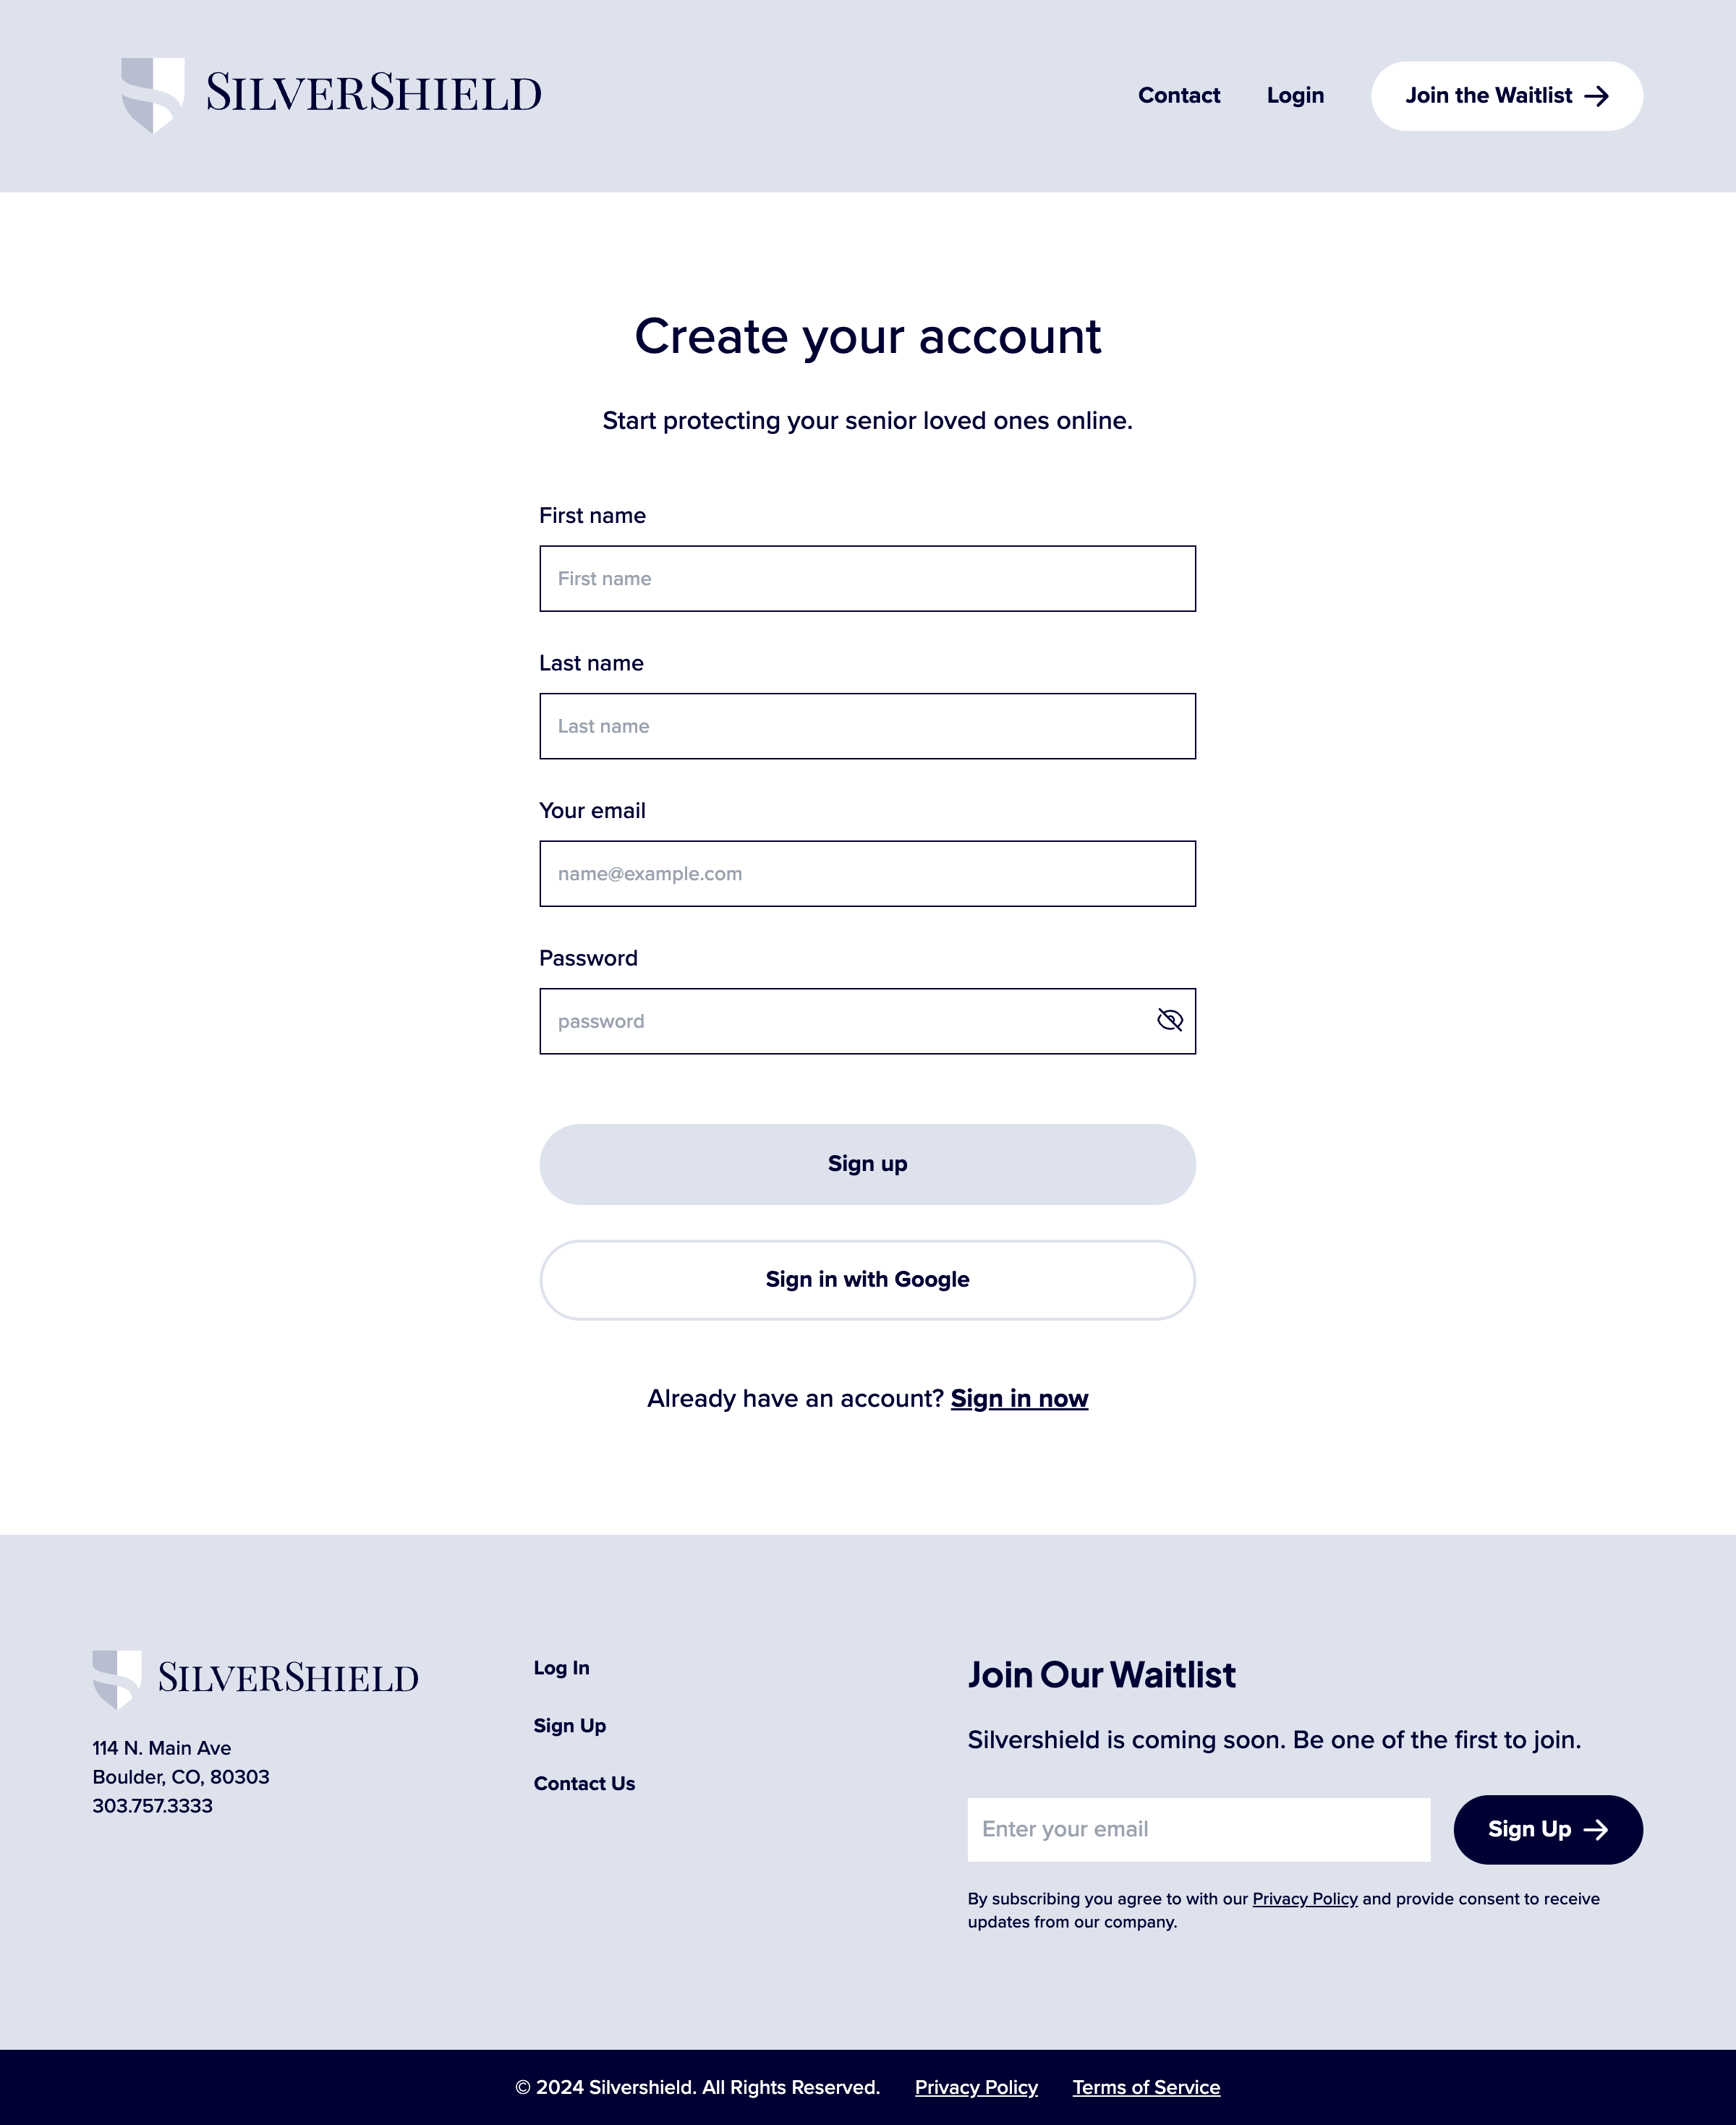 SILVERSHIELD
Contact
Login
Join the Waitlist
Create your account
Start protecting your senior loved ones online.
First name
First name
Last name
Last name
Your email
name@example.com
Password
password
Sign up
Sign in with Google
Already have an account? Sign in now
SILVERSHIELD
114 N. Main Ave
Boulder, CO, 80303
303.757.3333
Log In
Sign Up
Contact Us
Join Our Waitlist
Silvershield is coming soon. Be one of the first to join.
Enter your email
Sign Up
By subscribing you agree to with our Privacy Policy and provide consent to receive
updates from our company.
© 2024 Silvershield. All Rights Reserved.
Privacy Policy
Terms of Service